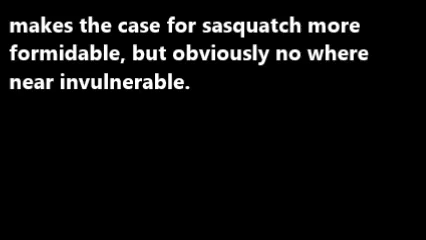 makes the case for sasquatch more
formidable, but obviously no where
near invulnerable.